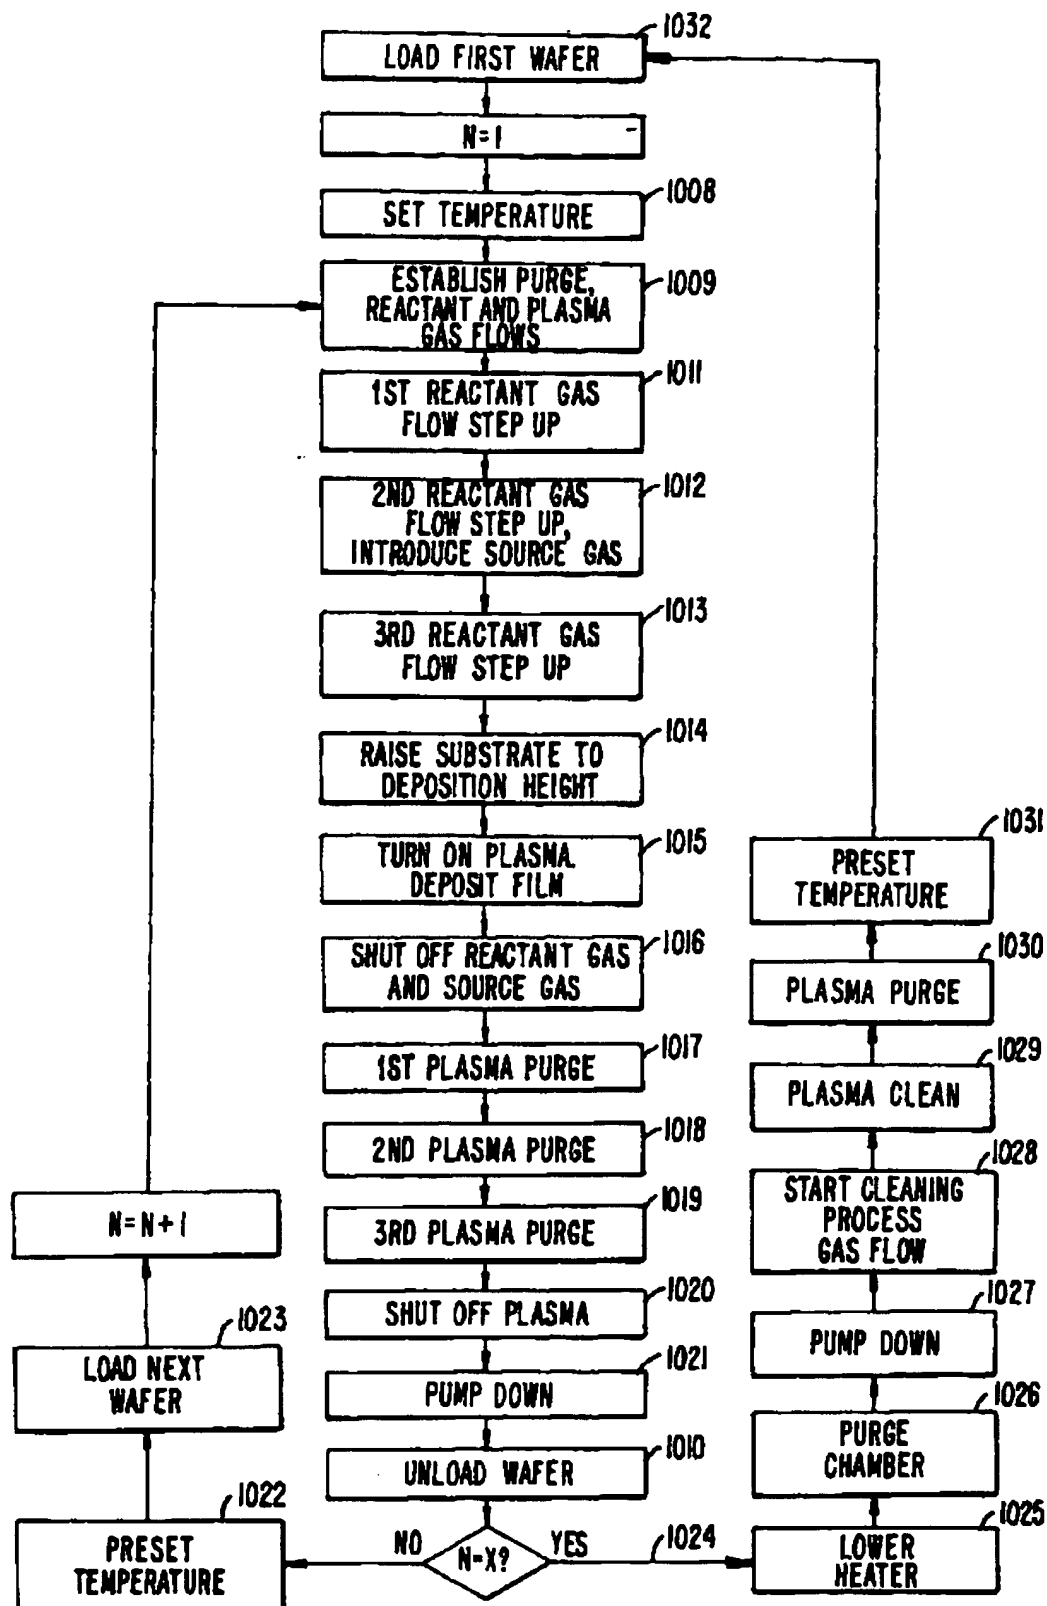 1032
LOAD FIRST WAFER
N=1
1008
SET TEMPERATURE
1009
ESTABLISH PURGE,
REACTANT AND PLASMA
GAS FLOWS
1011
1ST REACTANT GAS
FLOW STEP UP
1012
2ND REACTANT GAS
FLOW STEP UP,
INTRODUCE SOURCE GAS
1013
3RD REACTANT GAS
FLOW STEP UP
1014
RAISE SUBSTRATE TO
DEPOSITION HEIGHT
1015
TURN ON PLASMA.
DEPOSIT FILM
1016
SHUT OFF REACTANT GAS
AND SOURCE GAS
1017
1ST PLASMA PURGE
1018
2ND PLASMA PURGE
1019
3RD PLASMA PURGE
1020
SHUT OFF PLASMA
1021
PUMP DOWN
1010
UNLOAD WAFER
N=X?
NO
YES
1022
PRESET
TEMPERATURE
1023
LOAD NEXT
WAFER
N=N+1
1024
1025
LOWER
HEATER
1026
PURGE
CHAMBER
1027
PUMP DOWN
1028
START CLEANING
PROCESS
GAS FLOW
1029
PLASMA CLEAN
1030
PLASMA PURGE
1031
PRESET
TEMPERATURE